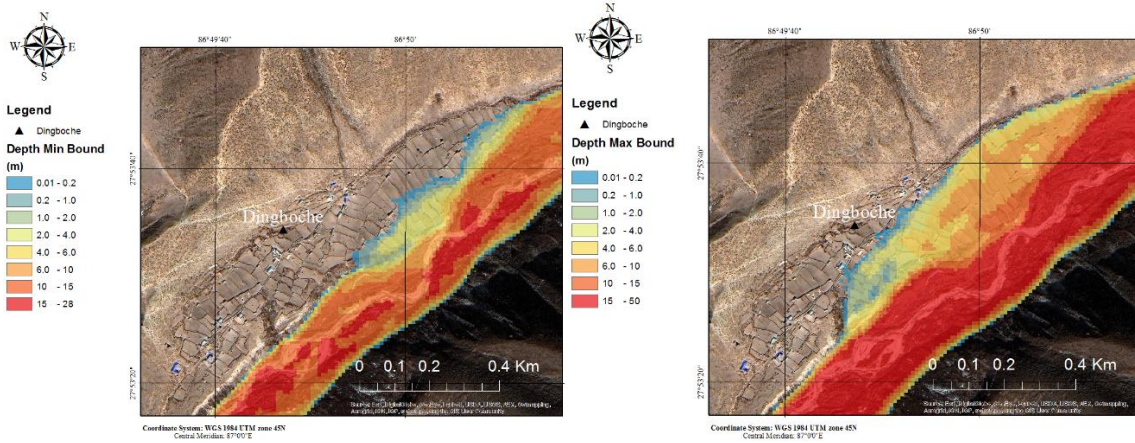 N
W E
S
86°49'40" 86°50'
Legend
▲ Dingboche
Depth Min Bound
(m)
0.01 - 0.2
0.2 - 1.0
1.0 - 2.0
2.0 - 4.0
4.0 - 6.0
6.0 - 10
10 - 15
15 - 28
27°53'40"
27°53'20"
Dingboche
0 0.1 0.2 0.4 Km
Coordinate System: WGS 1984 UTM zone 45N
Central Meridian: 87°0'0"E
N
W E
S
86°49'40" 86°50'
Legend
▲ Dingboche
Depth Max Bound
(m)
0.01 - 0.2
0.2 - 1.0
1.0 - 2.0
2.0 - 4.0
4.0 - 6.0
6.0 - 10
10 - 15
15 - 50
27°53'40"
27°53'20"
Dingboche
0 0.1 0.2 0.4 Km
Coordinate System: WGS 1984 UTM zone 45N
Central Meridian: 87°0'0"E